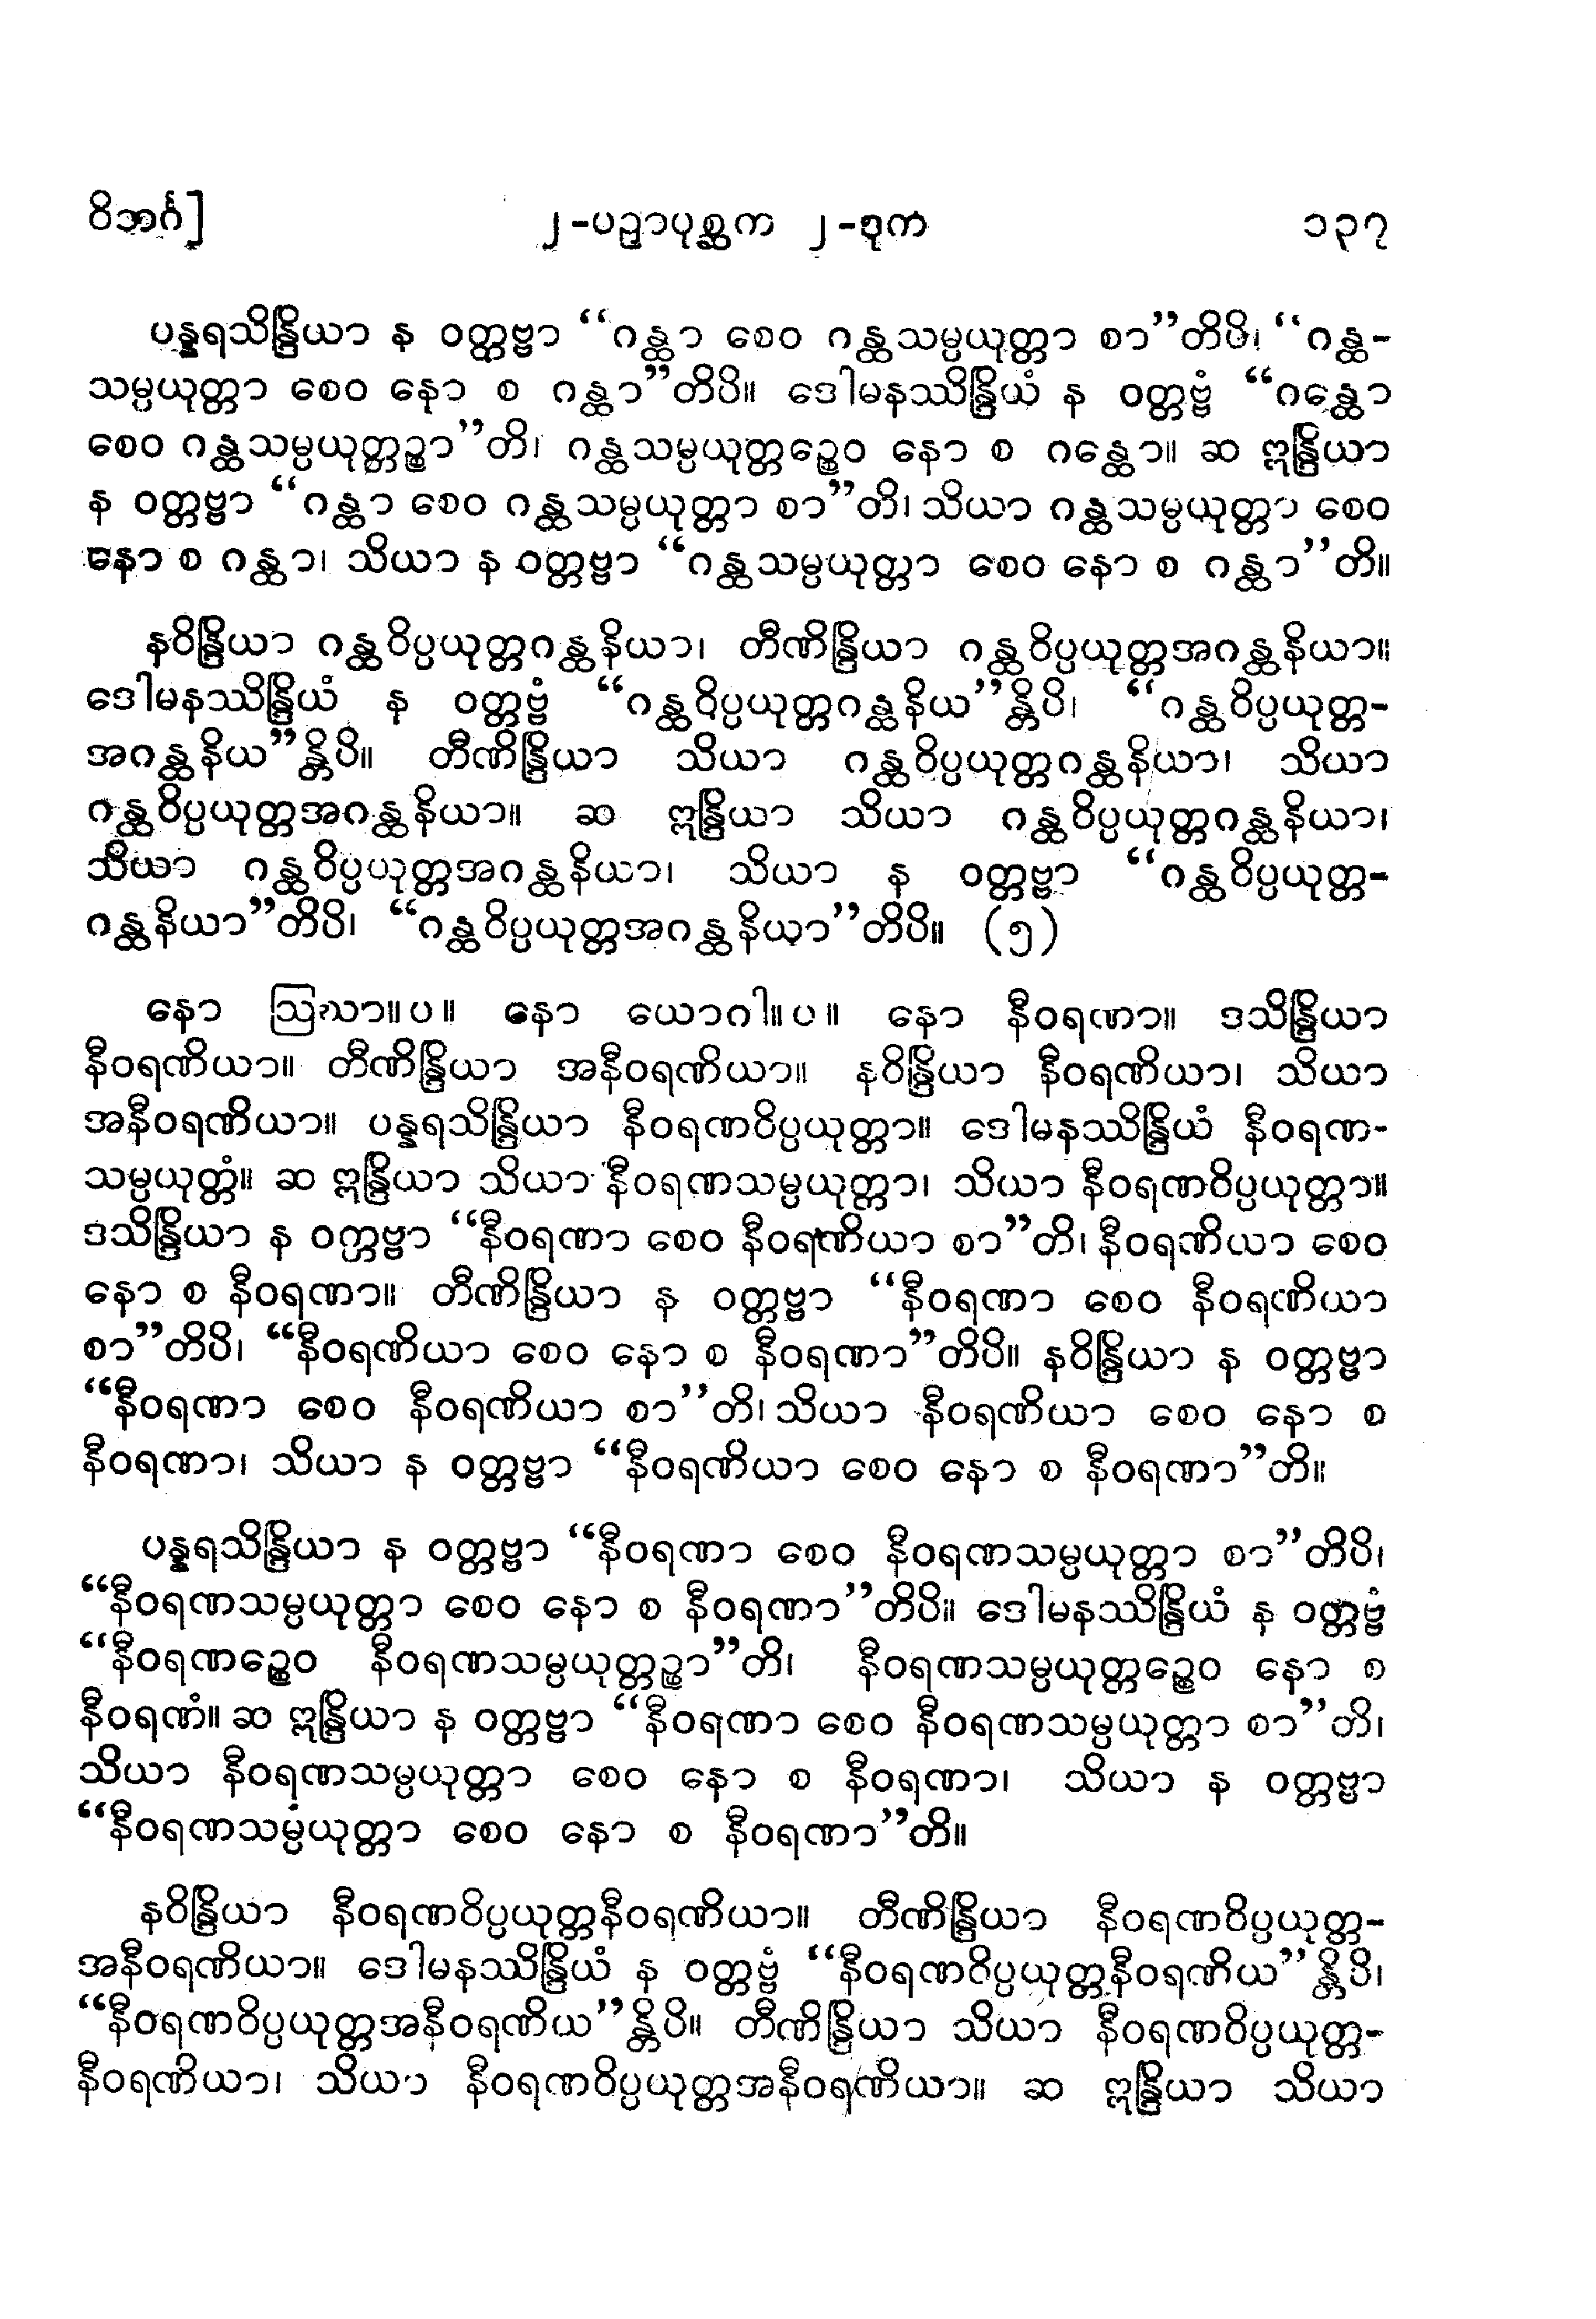 ဝိဘင်္ဂ]	၂-ပဉှာပုစ္ဆက ၂-ဒုက	၁၃၇
ပန္နရသိန္ဒြိယာ န ဝတ္တဗ္ဗာ “ဂန္ထာ စေဝ ဂန္ထသမ္ပယုတ္တာ စာ”တိပိ၊ “ဂန္ထ-
သမ္ပယုတ္တာ စေဝ နော စ ဂန္ထာ”တိပိ။ ဒေါမနဿိန္ဒြိယံ န ဝတ္တဗ္ဗံ “ဂန္ထော
စေဝ ဂန္ထသမ္ပယုတ္တဉ္စာ”တိ၊ ဂန္ထသမ္ပယုတ္တဉ္စေဝ နော စ ဂန္ထော။ ဆ ဣန္ဒြိယာ
န ဝတ္တဗ္ဗာ “ဂန္ထာ စေဝ ဂန္ထသမ္ပယုတ္တာ စာ”တိ၊ သိယာ ဂန္ထသမ္ပယုတ္တာ စေဝ
နော စ ဂန္ထာ၊ သိယာ န ဝတ္တဗ္ဗာ “ဂန္ထသမ္ပယုတ္တာ စေဝ နော စ ဂန္ထာ”တိ။
နဝိန္ဒြိယာ ဂန္ထဝိပ္ပယုတ္တဂန္ထနိယာ၊ တီဏိန္ဒြိယာ ဂန္ထဝိပ္ပယုတ္တအဂန္ထနိယာ။
ဒေါမနဿိန္ဒြိယံ န ဝတ္တဗ္ဗံ “ဂန္ထဝိပ္ပယုတ္တဂန္ထနိယ”န္တိပိ၊ “ဂန္ထဝိပ္ပယုတ္တ-
အဂန္ထနိယ”န္တိပိ။ တီဏိန္ဒြိယာ သိယာ ဂန္ထဝိပ္ပယုတ္တဂန္ထနိယာ၊ သိယာ
ဂန္ထဝိပ္ပယုတ္တအဂန္ထနိယာ။ ဆ ဣန္ဒြိယာ သိယာ ဂန္ထဝိပ္ပယုတ္တဂန္ထနိယာ၊
သိယာ ဂန္ထဝိပ္ပယုတ္တအဂန္ထနိယာ၊ သိယာ န ဝတ္တဗ္ဗာ “ဂန္ထဝိပ္ပယုတ္တ-
ဂန္ထနိယာ”တိပိ၊ “ဂန္ထဝိပ္ပယုတ္တအဂန္ထနိယာ”တိပိ။ (၅)
နော ဩဃာ။ပ။ နော ယောဂါ။ပ။ နော နီဝရဏာ။ ဒသိန္ဒြိယာ
နီဝရဏိယာ။ တီဏိန္ဒြိယာ အနီဝရဏိယာ။ နဝိန္ဒြိယာ နီဝရဏိယာ၊ သိယာ
အနီဝရဏိယာ။ ပန္နရသိန္ဒြိယာ နီဝရဏဝိပ္ပယုတ္တာ။ ဒေါမနဿိန္ဒြိယံ နီဝရဏ-
သမ္ပယုတ္တံ။ ဆ ဣန္ဒြိယာ သိယာ နီဝရဏသမ္ပယုတ္တာ၊ သိယာ နီဝရဏဝိပ္ပယုတ္တာ။
ဒသိန္ဒြိယာ န ဝတ္တဗ္ဗာ “နီဝရဏာ စေဝ နီဝရဏိယာ စာ”တိ၊ နီဝရဏိယာ စေဝ
နော စ နီဝရဏာ။ တီဏိန္ဒြိယာ န ဝတ္တဗ္ဗာ “နီဝရဏာ စေဝ နီဝရဏိယာ
စာ”တိပိ၊ “နီဝရဏိယာ စေဝ နော စ နီဝရဏာ”တိပိ။ နဝိန္ဒြိယာ န ဝတ္တဗ္ဗာ
“နီဝရဏာ စေဝ နီဝရဏိယာ စာ”တိ၊ သိယာ နီဝရဏိယာ စေဝ နော စ
နီဝရဏာ၊ သိယာ န ဝတ္တဗ္ဗာ “နီဝရဏိယာ စေဝ နော စ နီဝရဏာ”တိ။
ပန္နရသိန္ဒြိယာ န ဝတ္တဗ္ဗာ “နီဝရဏာ စေဝ နီဝရဏသမ္ပယုတ္တာ စာ”တိပိ၊
“နီဝရဏသမ္ပယုတ္တာ စေဝ နော စ နီဝရဏာ”တိပိ။ ဒေါမနဿိန္ဒြိယံ န ဝတ္တဗ္ဗံ
“နီဝရဏဉ္စေဝ နီဝရဏသမ္ပယုတ္တဉ္စာ”တိ၊ နီဝရဏသမ္ပယုတ္တဉ္စေဝ နော စ
နီဝရဏံ။ ဆ ဣန္ဒြိယာ န ဝတ္တဗ္ဗာ “နီဝရဏာ စေဝ နီဝရဏသမ္ပယုတ္တာ စာ”တိ၊
သိယာ နီဝရဏသမ္ပယုတ္တာ စေဝ နော စ နီဝရဏာ၊ သိယာ န ဝတ္တဗ္ဗာ
“နီဝရဏသမ္ပယုတ္တာ စေဝ နော စ နီဝရဏာ”တိ။
နဝိန္ဒြိယာ နီဝရဏဝိပ္ပယုတ္တနီဝရဏိယာ။ တီဏိန္ဒြိယာ နီဝရဏဝိပ္ပယုတ္တ-
အနီဝရဏိယာ။ ဒေါမနဿိန္ဒြိယံ န ဝတ္တဗ္ဗံ “နီဝရဏဝိပ္ပယုတ္တနီဝရဏိယ”န္တိပိ၊
“နီဝရဏဝိပ္ပယုတ္တအနီဝရဏိယ”န္တိပိ။ တီဏိန္ဒြိယာ သိယာ နီဝရဏဝိပ္ပယုတ္တ-
နီဝရဏိယာ၊ သိယာ နီဝရဏဝိပ္ပယုတ္တအနီဝရဏိယာ။ ဆ ဣန္ဒြိယာ သိယာ